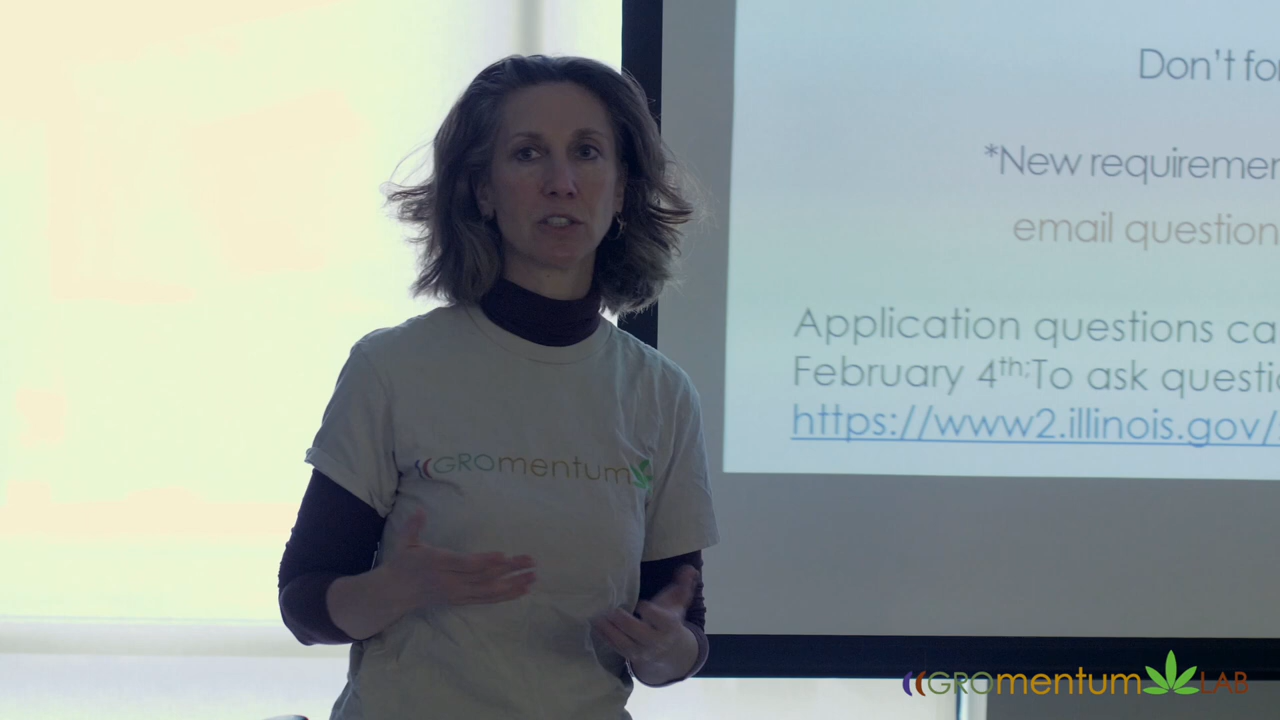 Don't fo
*New requiremen
email question
Application questions ca
February 4th;To ask questi
https://www2.illinois.gov/
GROmentum
GROmentum LAB